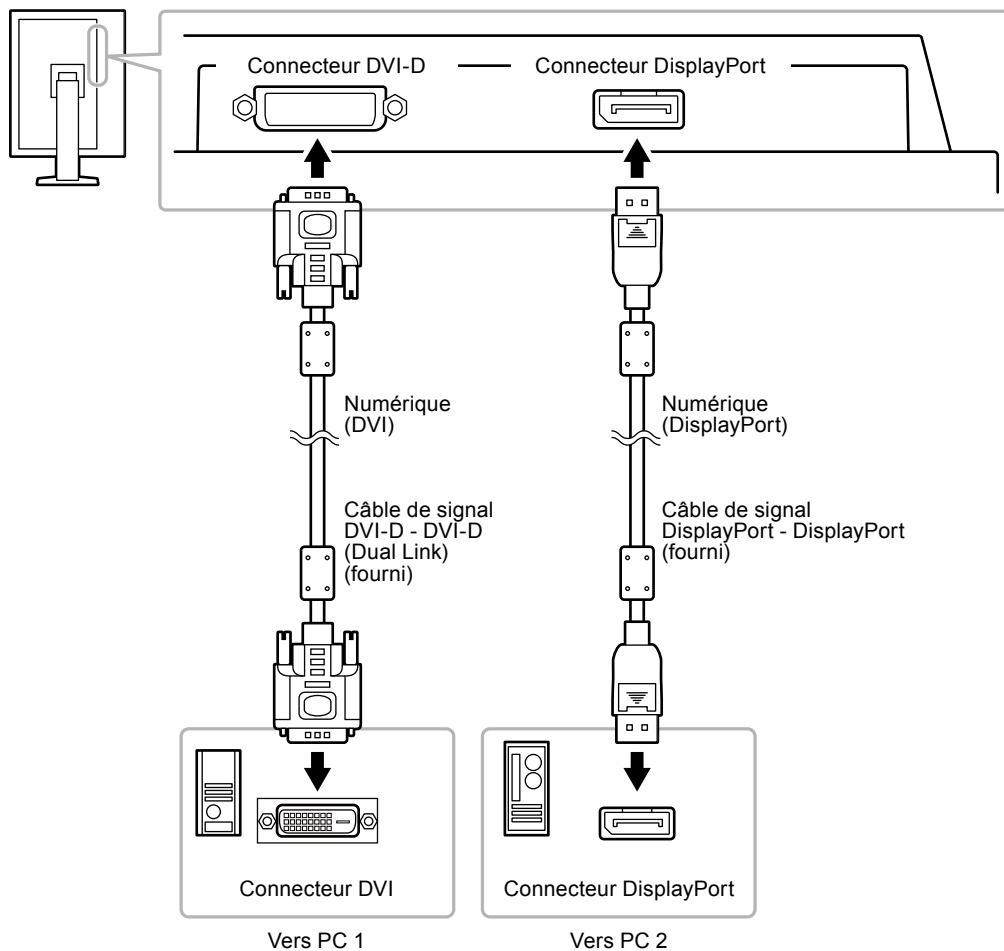 Connecteur DVI-D
Connecteur DisplayPort
Numérique
(DVI)
Numérique
(DisplayPort)
Câble de signal
DVI-D - DVI-D
(Dual Link)
(fourni)
Câble de signal
DisplayPort - DisplayPort
(fourni)
Connecteur DVI
Connecteur DisplayPort
Vers PC 1
Vers PC 2